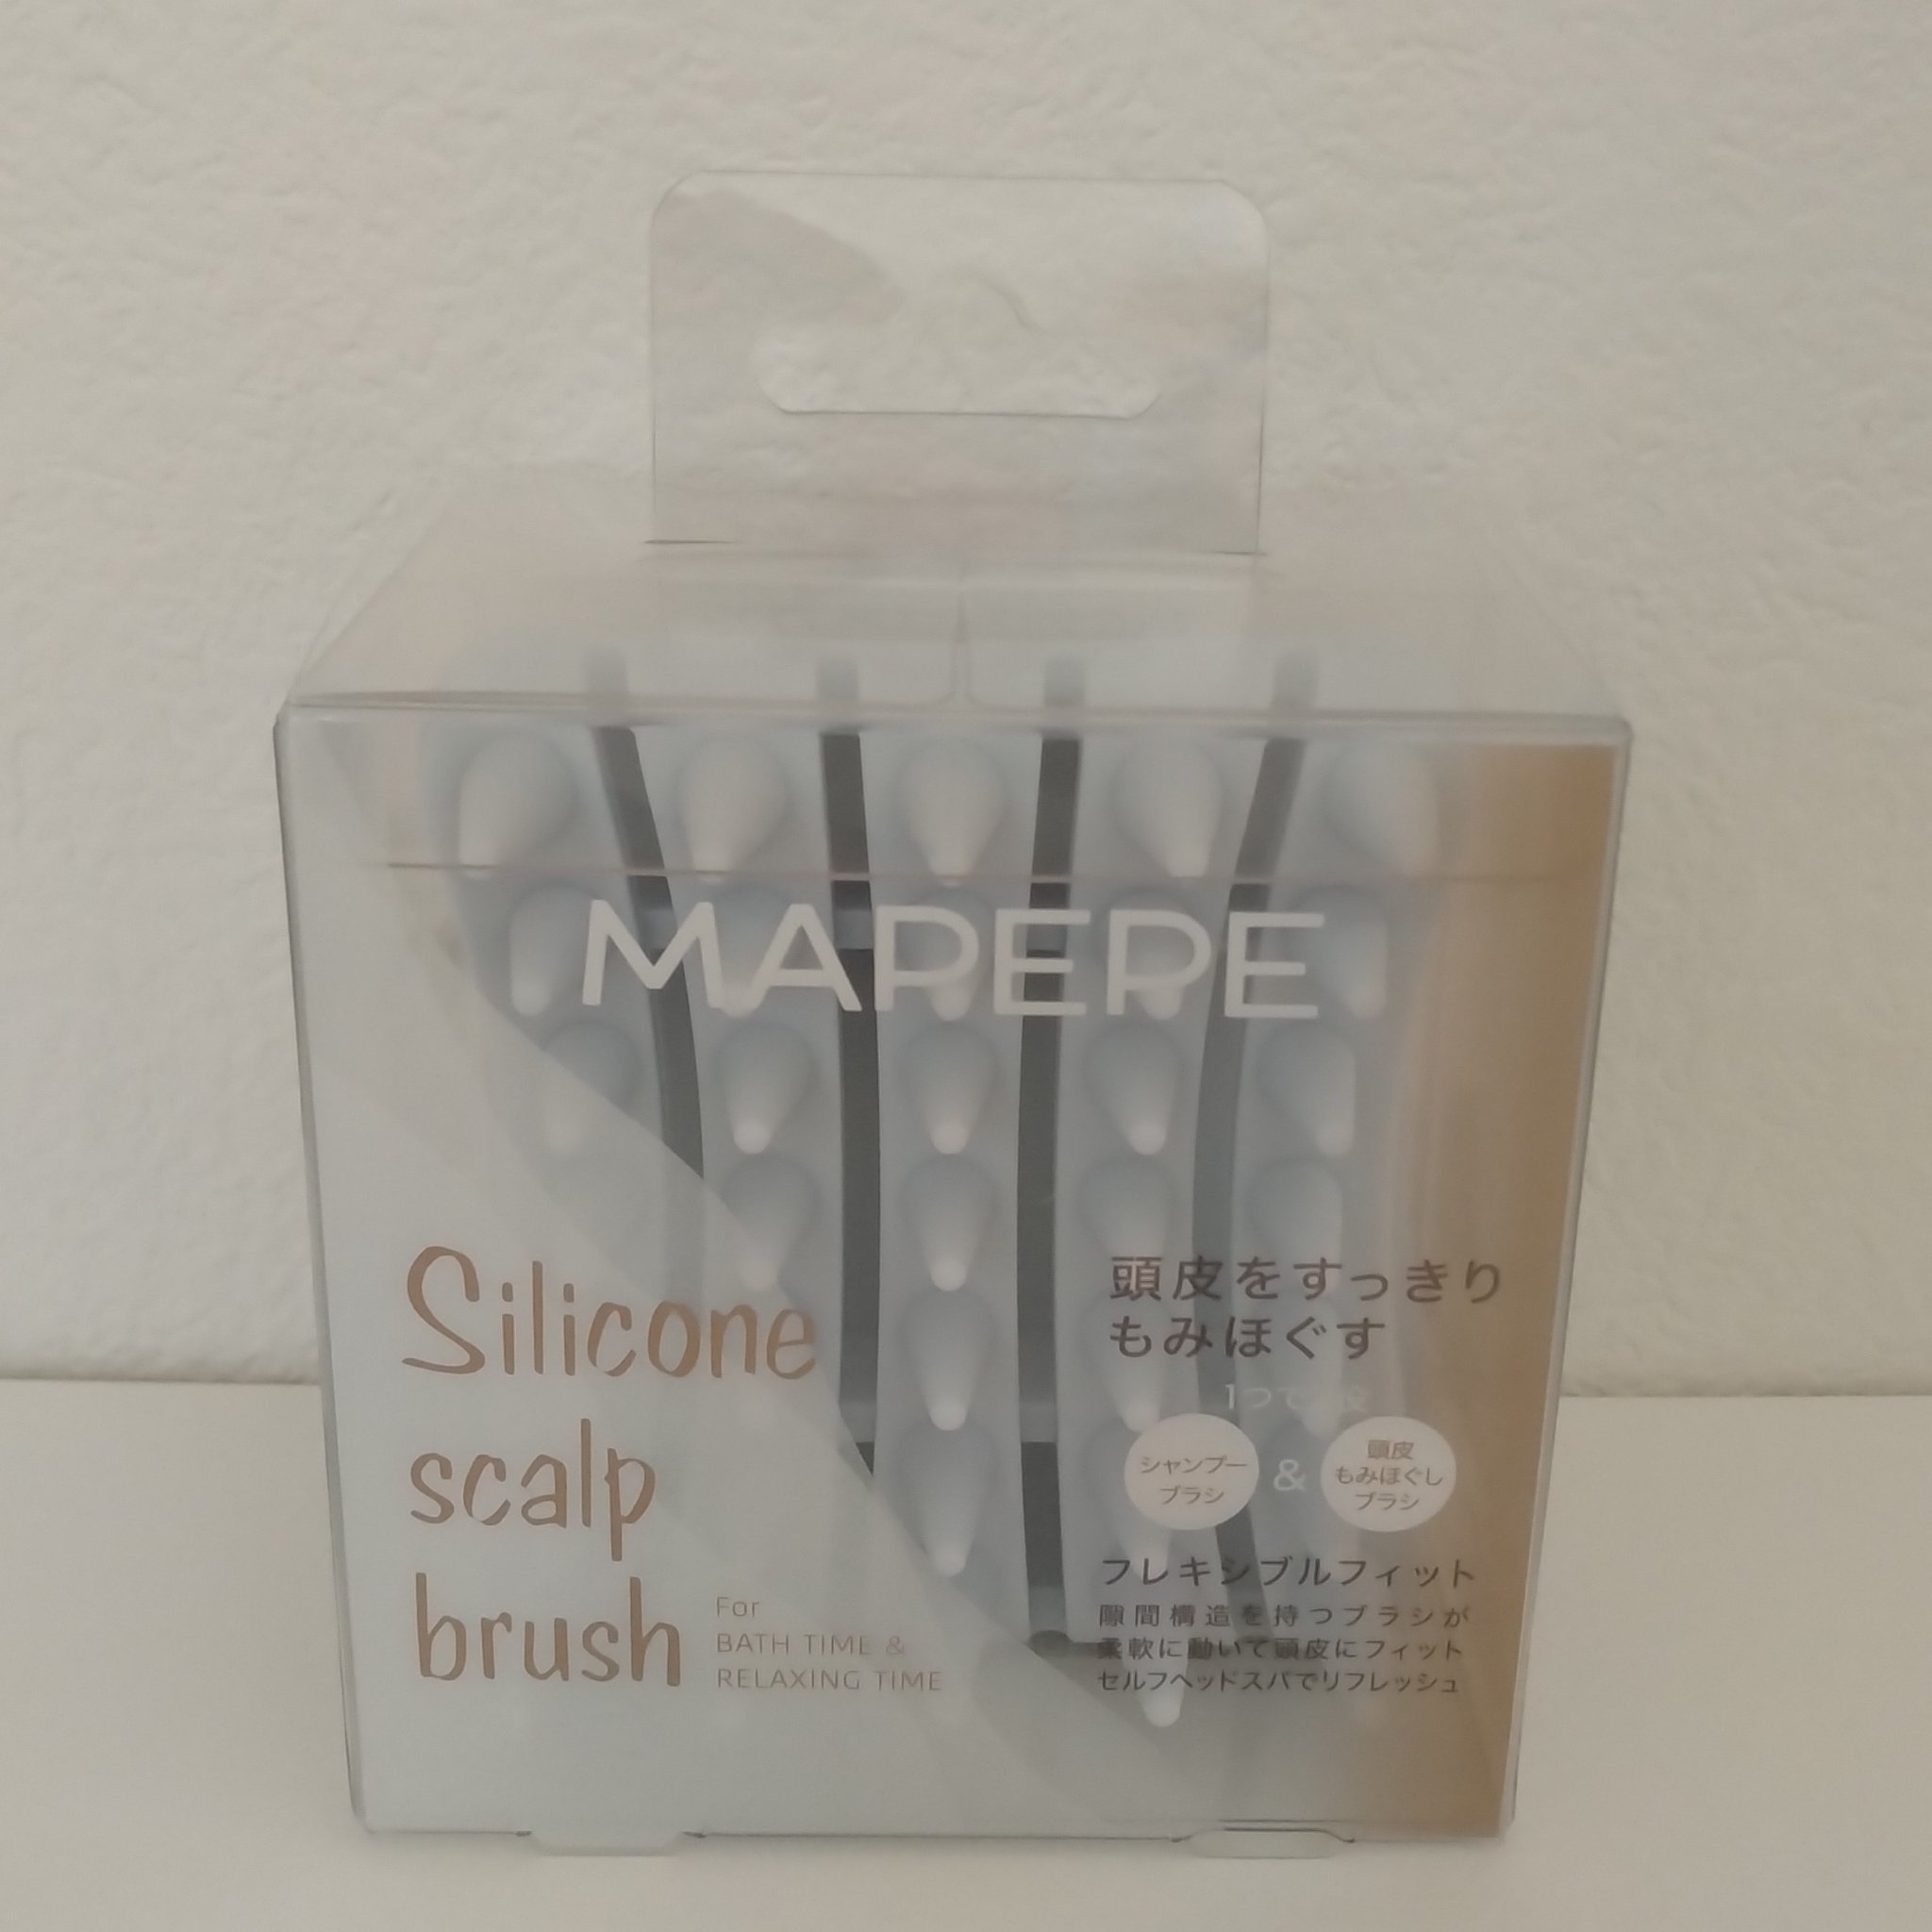 MAPEPE
Silicone
scalp
brush
For
BATH TIME &
RELAXING TIME
頭皮をすっきり
もみほぐす
シャンプー
ブラシ
&
頭皮
もみほぐし
ブラシ
フレキシブルフィット
隙間構造を持つブラシが
柔軟に動いて頭皮にフィット
セルフヘッドスパでリフレッシュ